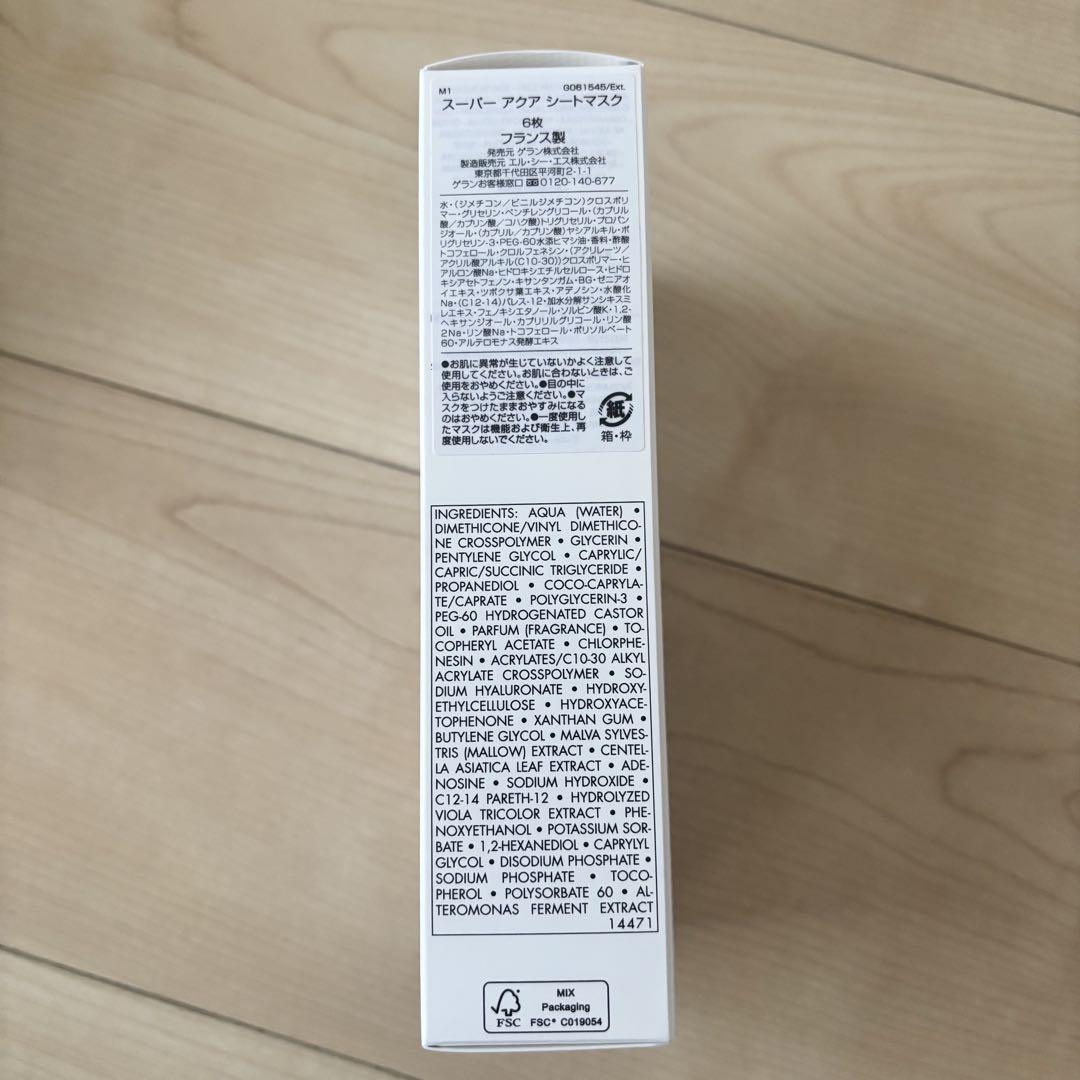 M1 G061545/Ext.
スーパー アクア シートマスク
6枚
フランス製
発売元 ゲラン株式会社
製造販売元 エル・シー・エス株式会社
東京都千代田区平河町2-1-1
ゲランお客様窓口 0120-140-677
水・(ジメチコン/ビニルジメチコン)クロスポリ
マー・グリセリン・ペンチレングリコール・(カプリル
酸/カプリン酸/コハク酸)トリグリセリル・プロパン
ジオール・(カプリル/カプリン酸)ヤシアルキル・ポ
リグリセリン-3・PEG-60水添ヒマシ油・香料・酢酸
トコフェロール・クロルフェネシン・(アクリレーツ/
アクリル酸アルキル(C10-30))クロスポリマー・ヒ
アルロン酸Na・ヒドロキシエチルセルロース・ヒドロ
キシアセトフェノン・キサンタンガム・BG・ゼニアオ
イエキス・ツボクサ葉エキス・アデノシン・水酸化
Na・(C12-14)パレス-12・加水分解サンシキスミ
レエキス・フェノキシエタノール・ソルビン酸K・1,2-
ヘキサンジオール・カプリリルグリコール・リン酸
2Na・リン酸Na・トコフェロール・ポリソルベート
60・アルテロモナス発酵エキス
●お肌に異常が生じていないかよく注意して
使用してください。お肌に合わないときは、ご
使用をおやめください。●目の中に
入らないようご注意ください。●マ
スクをつけたままおやすみになる
のはおやめください。●一度使用し
たマスクは機能および衛生上、再
度使用しないでください。
紙
箱・枠
INGREDIENTS: AQUA (WATER) •
DIMETHICONE/VINYL DIMETHICO-
NE CROSSPOLYMER • GLYCERIN •
PENTYLENE GLYCOL • CAPRYLIC/
CAPRIC/SUCCINIC TRIGLYCERIDE •
PROPANEDIOL • COCO-CAPRYLA-
TE/CAPRATE • POLYGLYCERIN-3 •
PEG-60 HYDROGENATED CASTOR
OIL • PARFUM (FRAGRANCE) • TO-
COPHERYL ACETATE • CHLORPHE-
NESIN • ACRYLATES/C10-30 ALKYL
ACRYLATE CROSSPOLYMER • SO-
DIUM HYALURONATE • HYDROXY-
ETHYLCELLULOSE • HYDROXYACE-
TOPHENONE • XANTHAN GUM •
BUTYLENE GLYCOL • MALVA SYLVES-
TRIS (MALLOW) EXTRACT • CENTEL-
LA ASIATICA LEAF EXTRACT • ADE-
NOSINE • SODIUM HYDROXIDE •
C12-14 PARETH-12 • HYDROLYZED
VIOLA TRICOLOR EXTRACT • PHE-
NOXYETHANOL • POTASSIUM SOR-
BATE • 1,2-HEXANEDIOL • CAPRYLYL
GLYCOL • DISODIUM PHOSPHATE •
SODIUM PHOSPHATE • TOCO-
PHEROL • POLYSORBATE 60 • AL-
TEROMONAS FERMENT EXTRACT
14471
MIX
Packaging
FSC FSC® C019054